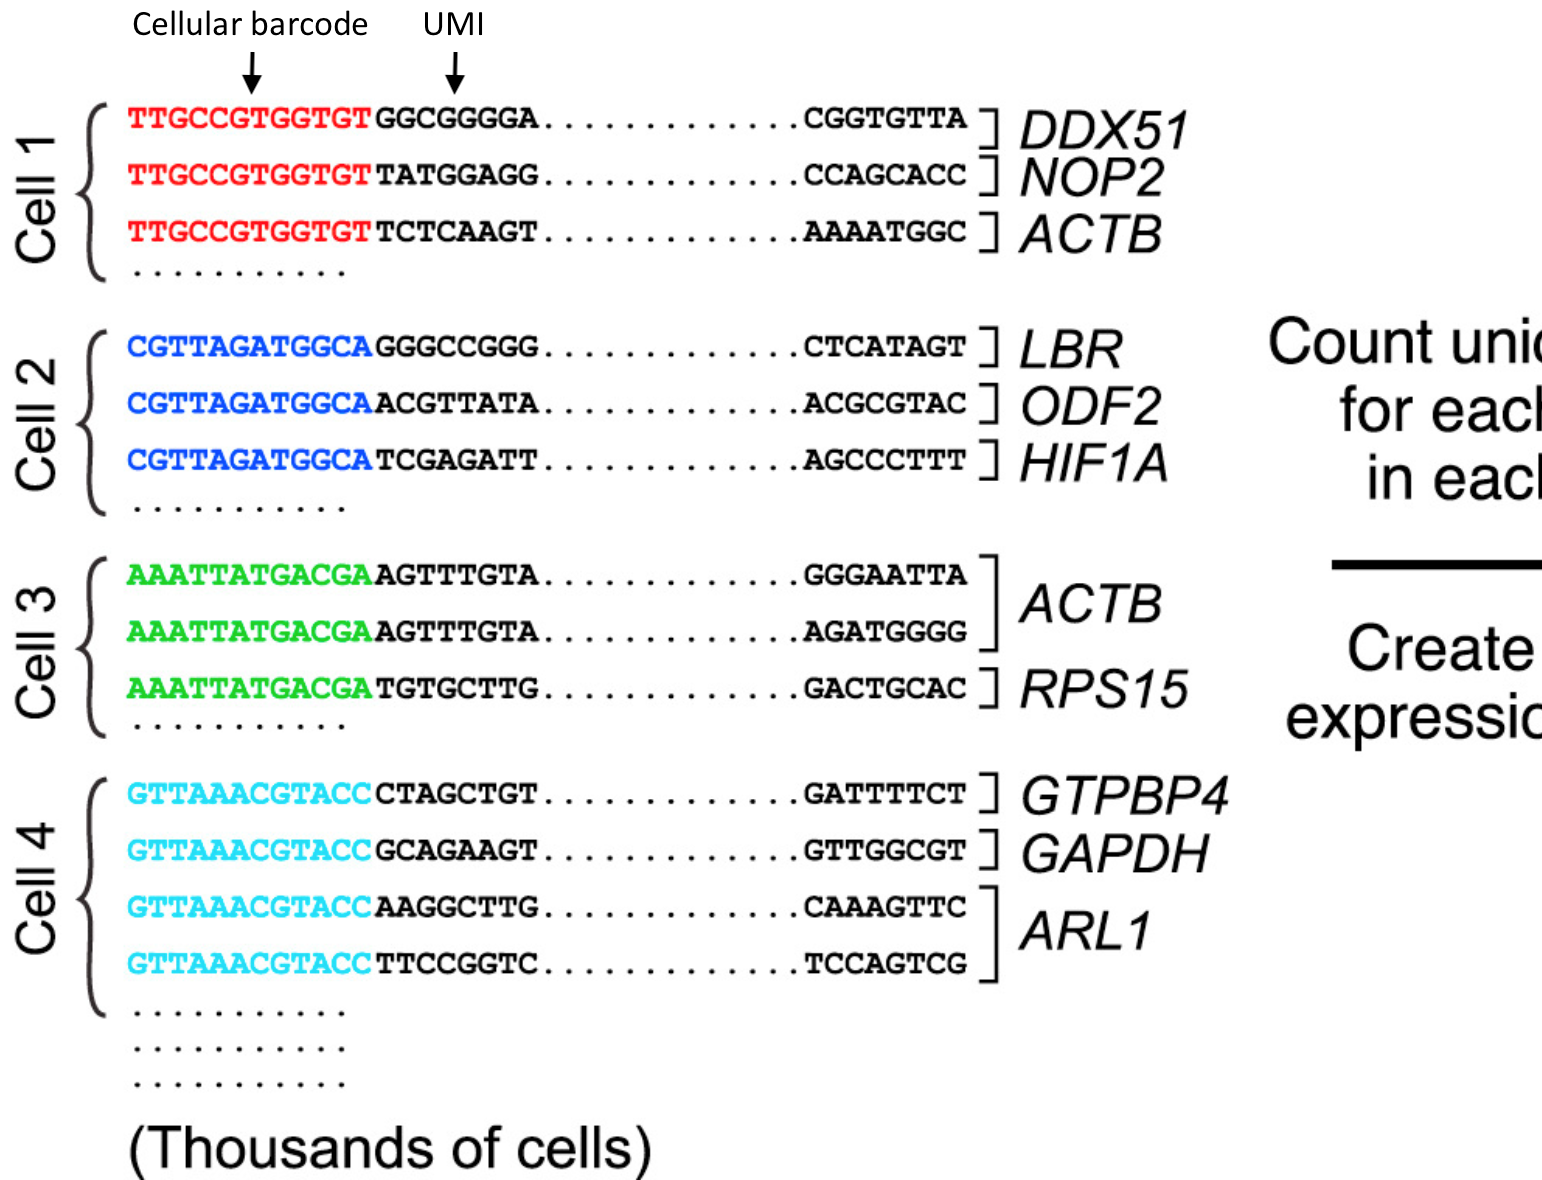 Cellular barcode UMI
Cell 1
TTGCCGTGGTGTGGCGGGGA.............CGGTGTTA DDX51
TTGCCGTGGTGTTATGGAGG.............CCAGCACC NOP2
TTGCCGTGGTGTTCTCAAGT.............AAAATGGC ACTB
...........
Cell 2
CGTTAGATGGCAGGGCCGGG.............CTCATAGT LBR
CGTTAGATGGCAACGTTATA.............ACGCGTAC ODF2
CGTTAGATGGCATCGAGATT.............AGCCCTTT HIF1A
...........
Cell 3
AAATTATGACGAAGTTTGTA.............GGGAATTA
ACTB
AAATTATGACGAAGTTTGTA.............AGATGGGG
AAATTATGACGATGTGCTTG.............GACTGCAC RPS15
...........
Cell 4
GTTAAACGTACCCTAGCTGT.............GATTTTCT GTPBP4
GTTAAACGTACCGCAGAAGT.............GTTGGCGT GAPDH
GTTAAACGTACCAAGGCTTG.............CAAAGTTC
ARL1
GTTAAACGTACCTTCCGGTC.............TCCAGTCG
...........
...........
...........
(Thousands of cells)
Count
for
in
Create